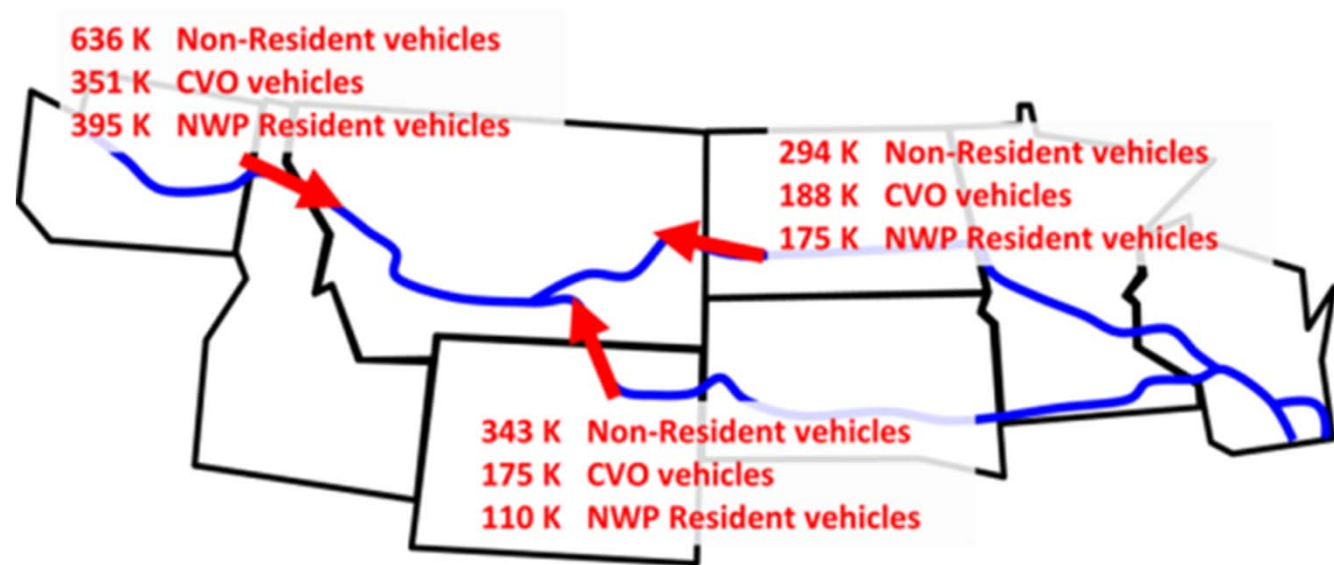 636 K Non-Resident vehicles
351 K CVO vehicles
395 K NWP Resident vehicles
294 K Non-Resident vehicles
188 K CVO vehicles
175 K NWP Resident vehicles
343 K Non-Resident vehicles
175 K CVO vehicles
110 K NWP Resident vehicles